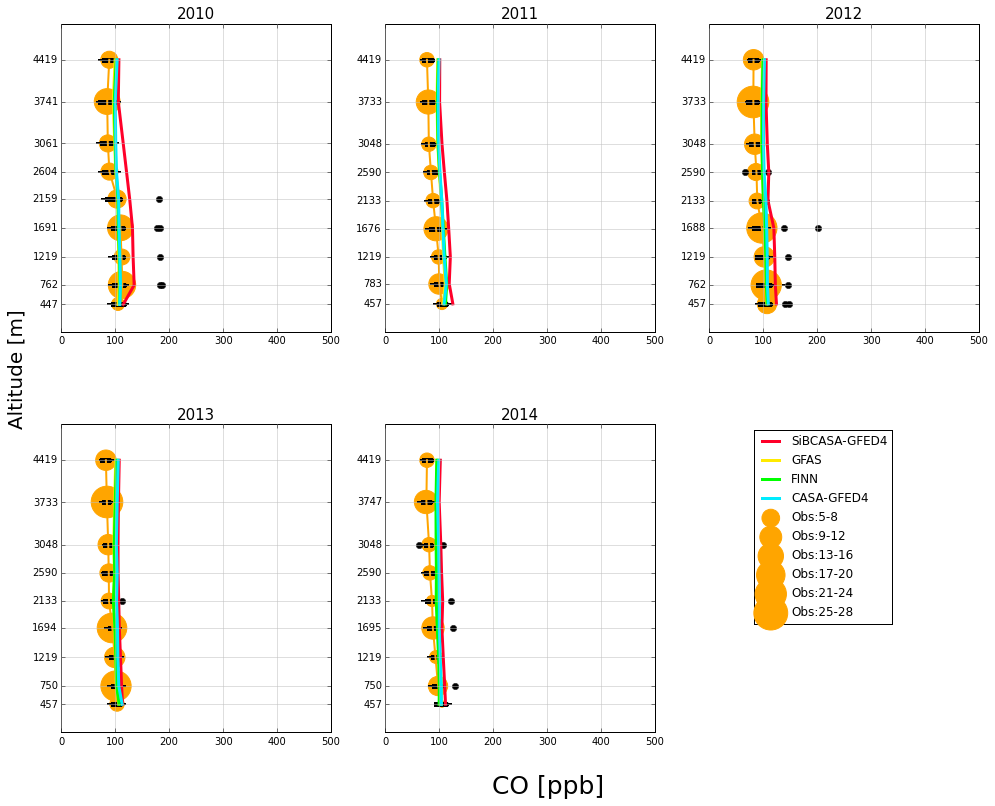 2010
4419
3741
3061
2604
2159
1691
1219
762
447
0 100 200 300 400 500
2011
4419
3733
3048
2590
2133
1676
1219
783
457
0 100 200 300 400 500
2012
4419
3733
3048
2590
2133
1688
1219
762
457
0 100 200 300 400 500
Altitude [m]
2013
4419
3733
3048
2590
2133
1694
1219
750
457
0 100 200 300 400 500
2014
4419
3747
3048
2590
2133
1695
1219
750
457
0 100 200 300 400 500
SiBCASA-GFED4
GFAS
FINN
CASA-GFED4
Obs:5-8
Obs:9-12
Obs:13-16
Obs:17-20
Obs:21-24
Obs:25-28
CO [ppb]